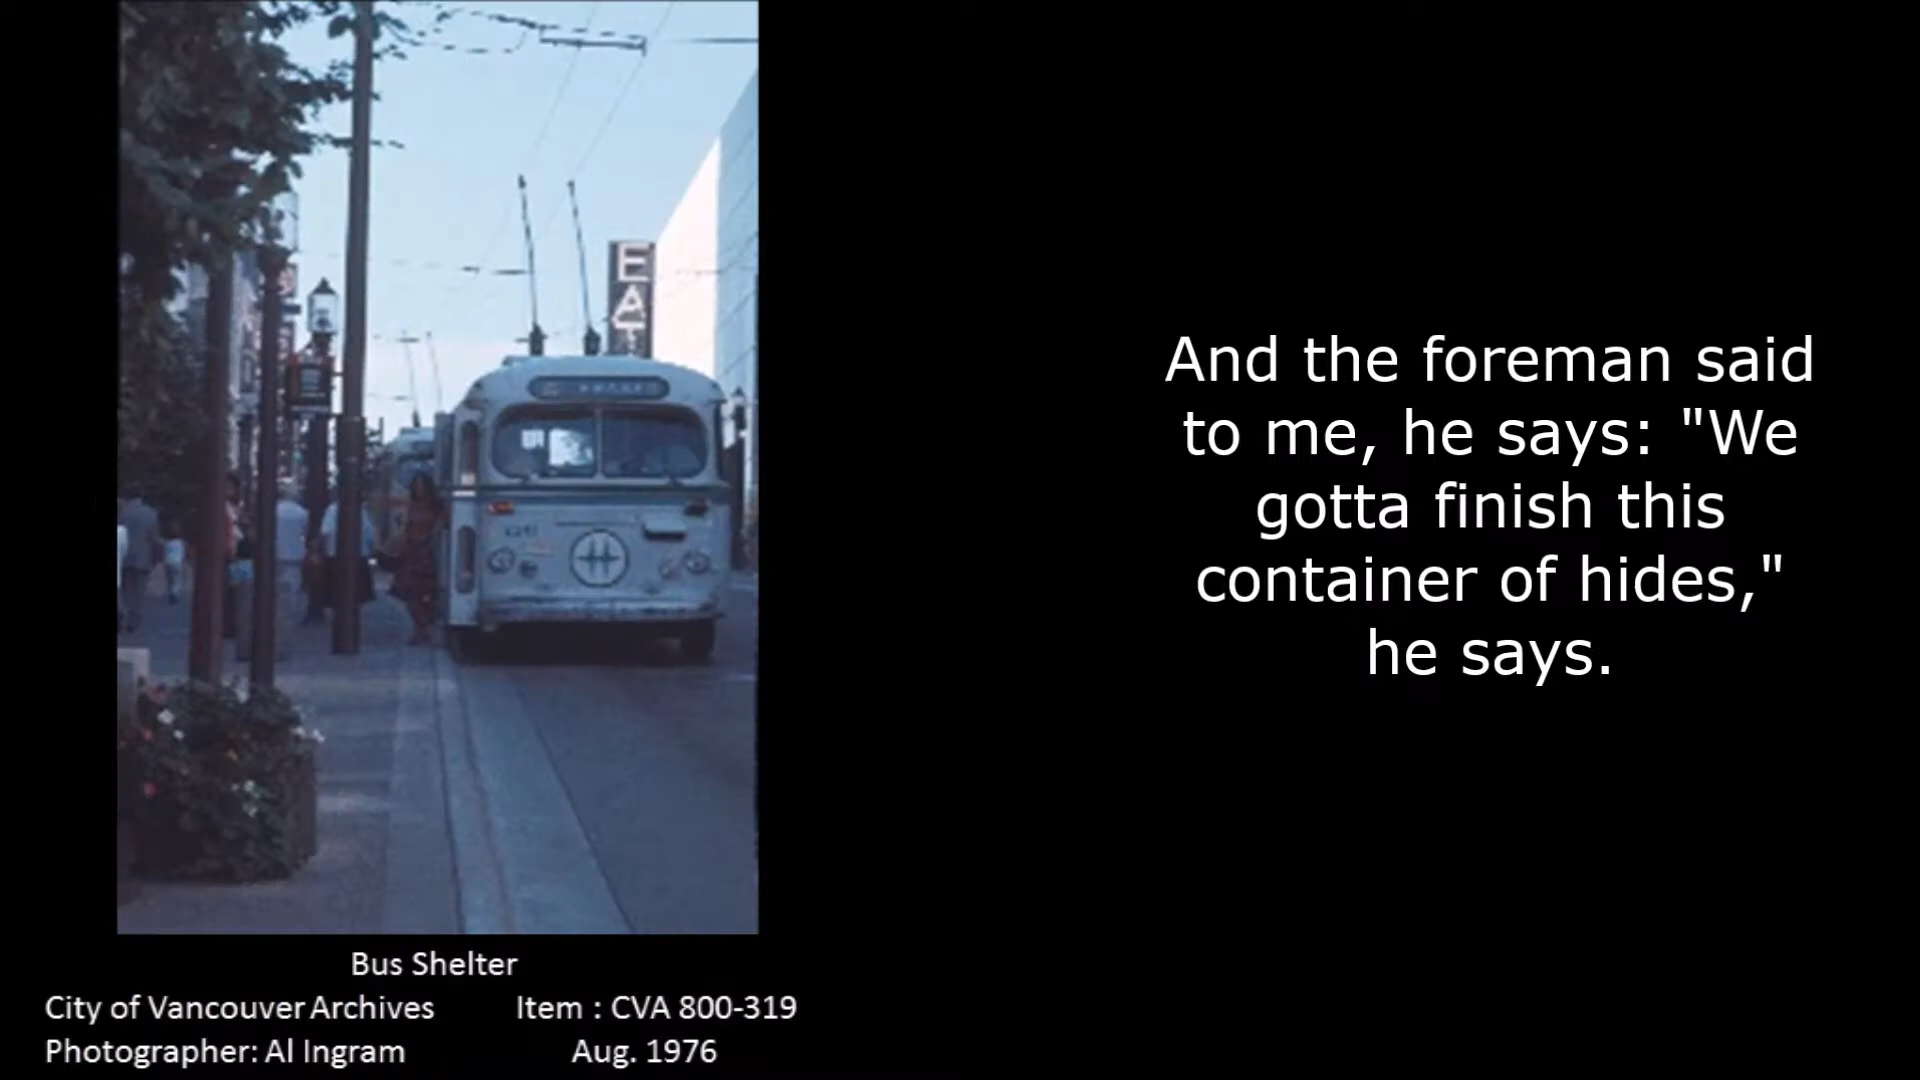 EAT
And the foreman said
to me, he says: "We
gotta finish this
container of hides,"
he says.
Bus Shelter
City of Vancouver Archives Item : CVA 800-319
Photographer: Al Ingram Aug. 1976